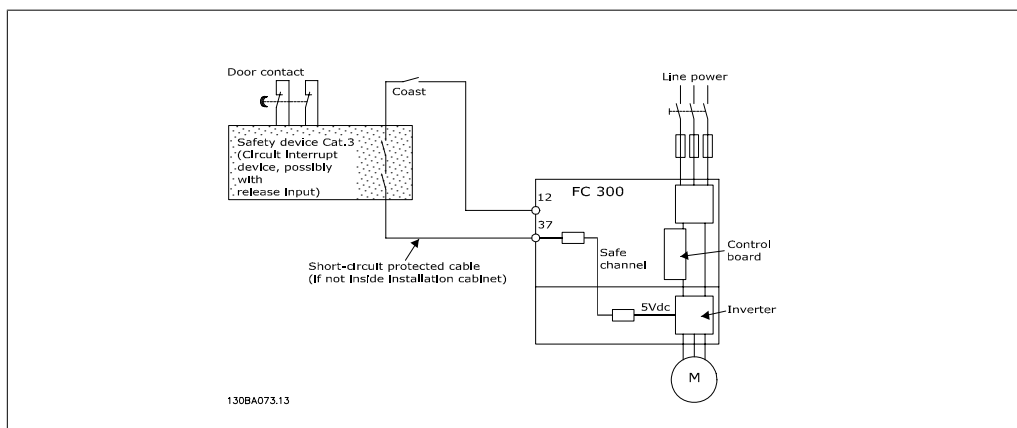 Door contact
Line power
Coast
Safety device Cat.3
(Circuit interrupt
device, possibly
with
release input)
FC 300
12
37
Safe
channel
Control
board
Short-circuit protected cable
(if not inside installation cabinet)
5Vdc
Inverter
M
130BA073.13